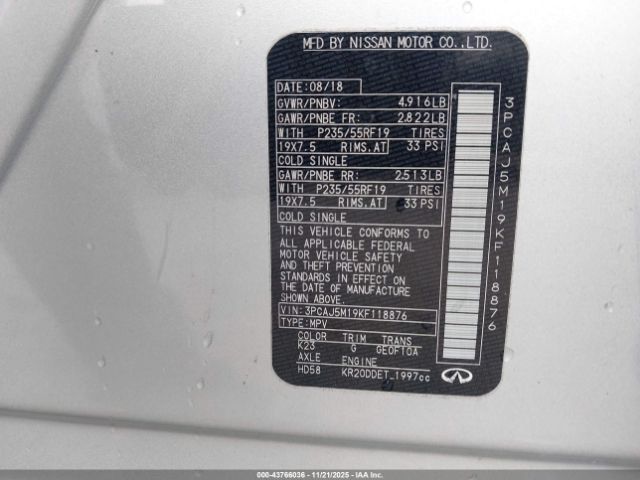 MFD BY NISSAN MOTOR CO.,LTD.
DATE: 08/18
GVWR/PNBV: 4,916LB
GAWR/PNBE FR: 2,822LB
WITH P235/55RF19 TIRES
19X7.5 RIMS.AT 33 PSI
COLD SINGLE
GAWR/PNBE RR: 2,513LB
WITH P235/55RF19 TIRES
19X7.5 RIMS.AT 33 PSI
COLD SINGLE
THIS VEHICLE CONFORMS TO
ALL APPLICABLE FEDERAL
MOTOR VEHICLE SAFETY
AND THEFT PREVENTION
STANDARDS IN EFFECT ON
THE DATE OF MANUFACTURE
SHOWN ABOVE.
VIN: 3PCAJ5M19KF118876
TYPE: MPV
COLOR TRIM TRANS
K23 G GE0F10A
AXLE ENGINE
HD58 KR20DDET 1997cc
3PCAJ5M19KF118876
000-43766036 - 11/21/2025 - IAAI.COM